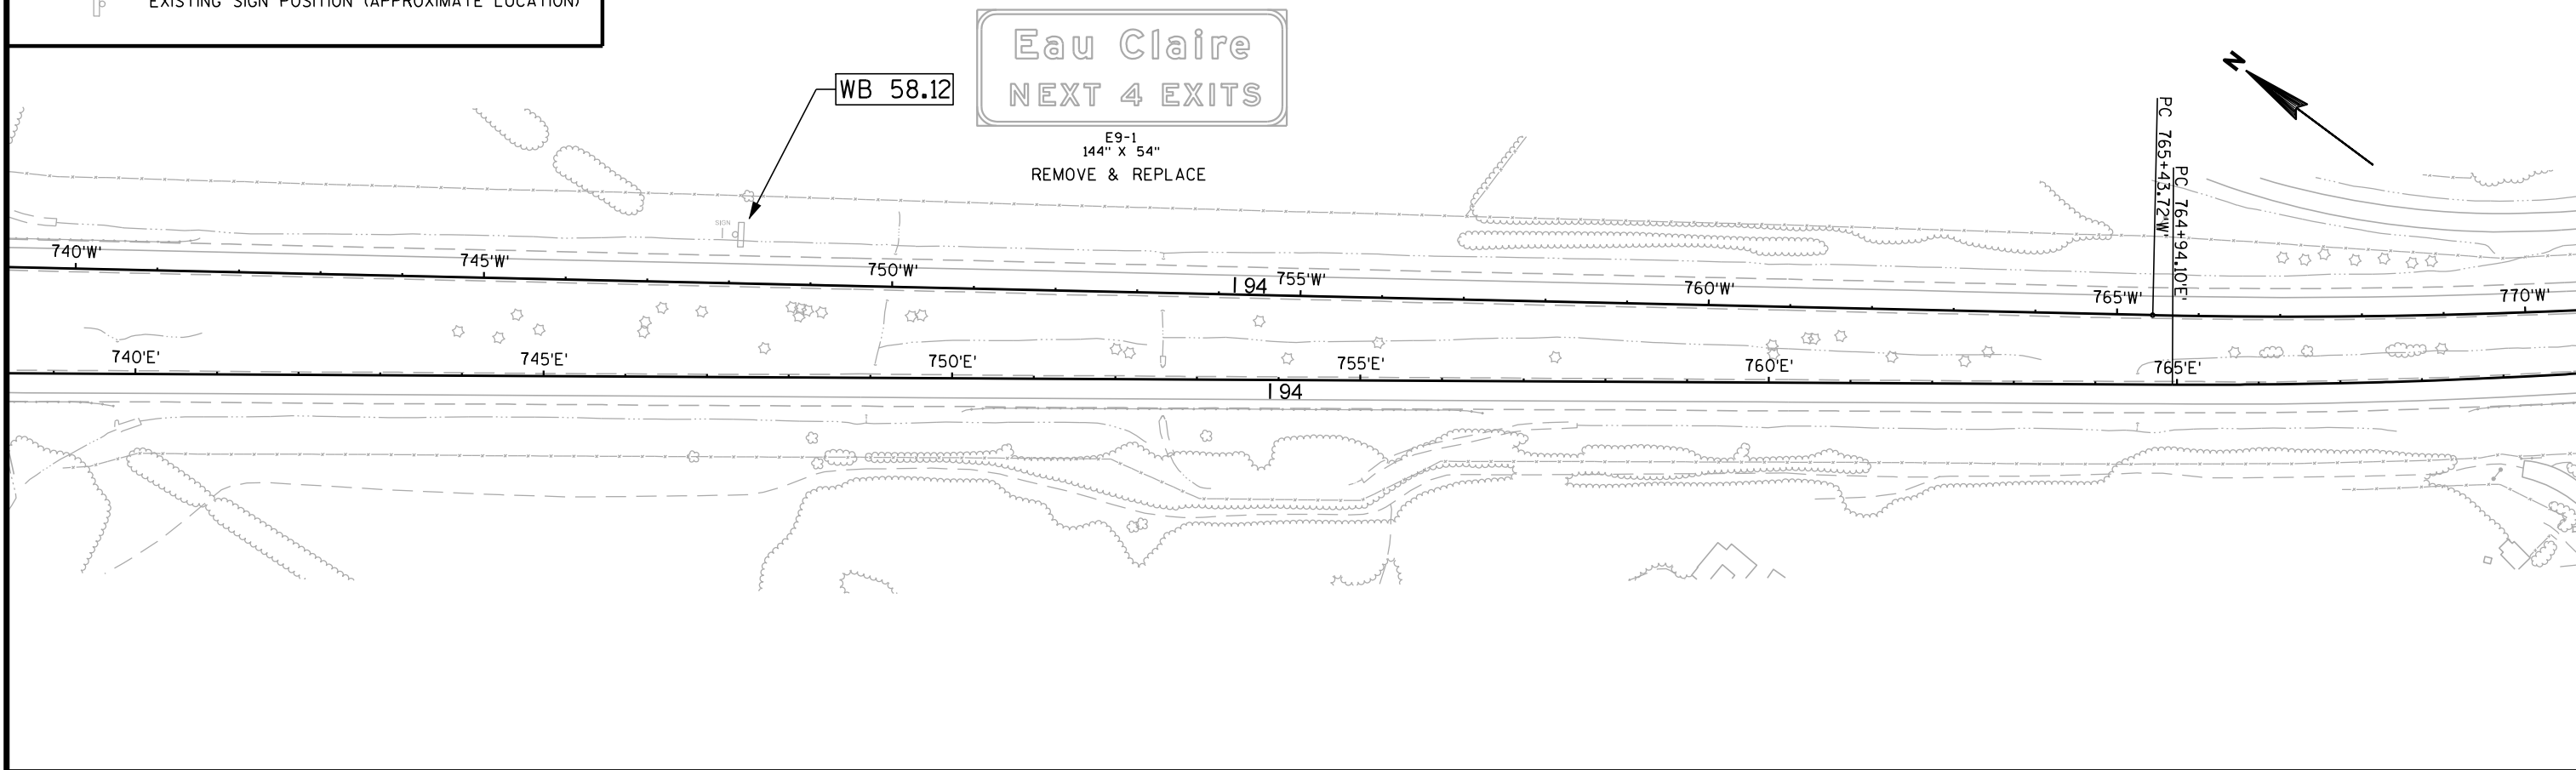 EXISTING SIGN POSITION (APPROXIMATE LOCATION)
Eau Claire
NEXT 4 EXITS
WB 58.12
E9-1
144" X 54"
REMOVE & REPLACE
N
PC 765+43.72'W'
PC 764+94.10'E'
SIGN
740'W'
745'W'
750'W'
I 94
755'W'
760'W'
765'W'
770'W'
740'E'
745'E'
750'E'
755'E'
760'E'
765'E'
I 94